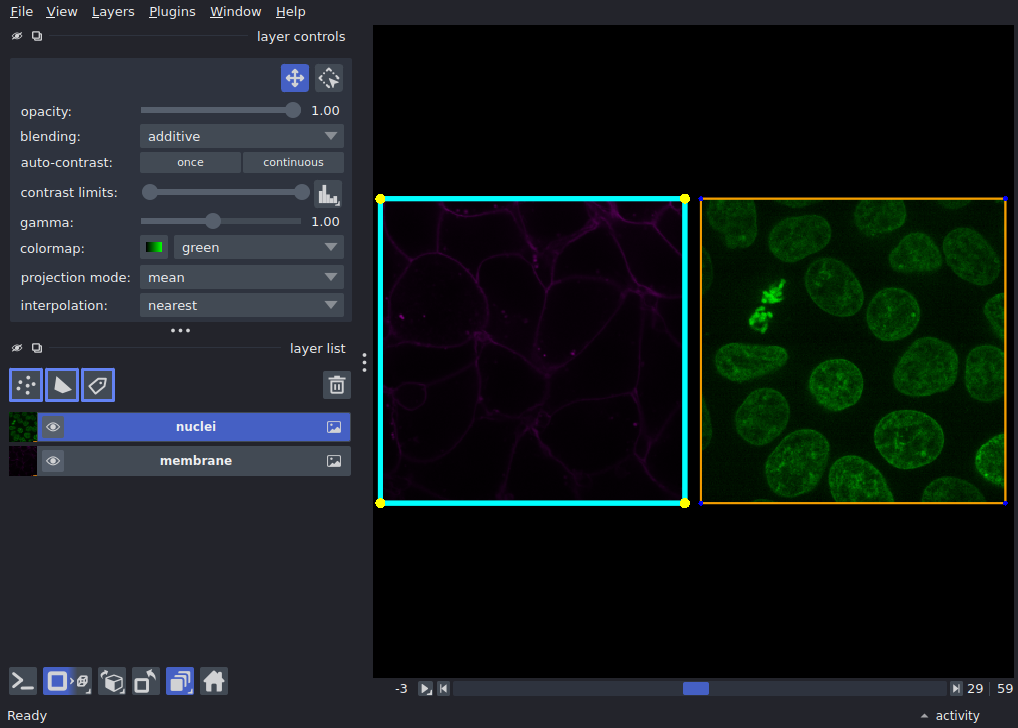 File View Layers Plugins Window Help
layer controls
opacity: 1.00
blending: additive
auto-contrast: once continuous
contrast limits:
gamma: 1.00
colormap: green
projection mode: mean
interpolation: nearest
layer list
nuclei
membrane
-3 29 59
Ready activity